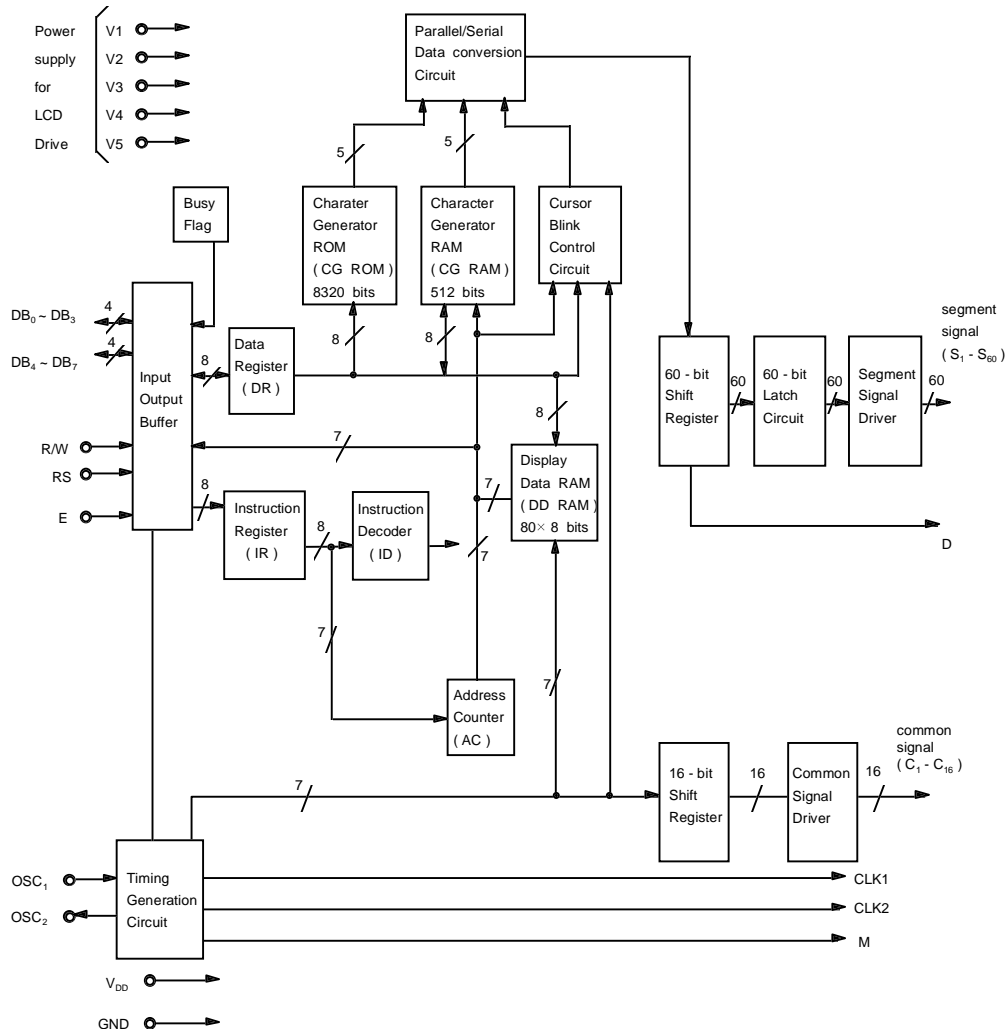 Power V1
supply V2
for V3
LCD V4
Drive V5
Parallel/Serial
Data conversion
Circuit
5
5
Busy
Flag
Charater
Generator
ROM
( CG ROM )
8320 bits
Character
Generator
RAM
( CG RAM )
512 bits
Cursor
Blink
Control
Circuit
DB0 ~ DB3
4
DB4 ~ DB7
4
R/W
RS
E
Input
Output
Buffer
8
Data
Register
( DR )
8
8
8
7
7
7
Display
Data RAM
( DD RAM )
80× 8 bits
8
Instruction
Register
( IR )
8
Instruction
Decoder
( ID )
7
7
Address
Counter
( AC )
60 - bit
Shift
Register
60
60 - bit
Latch
Circuit
60
Segment
Signal
Driver
60
segment
signal
( S1 - S60 )
D
7
16 - bit
Shift
Register
16
Common
Signal
Driver
16
common
signal
( C1 - C16 )
OSC1
OSC2
Timing
Generation
Circuit
CLK1
CLK2
M
VDD
GND